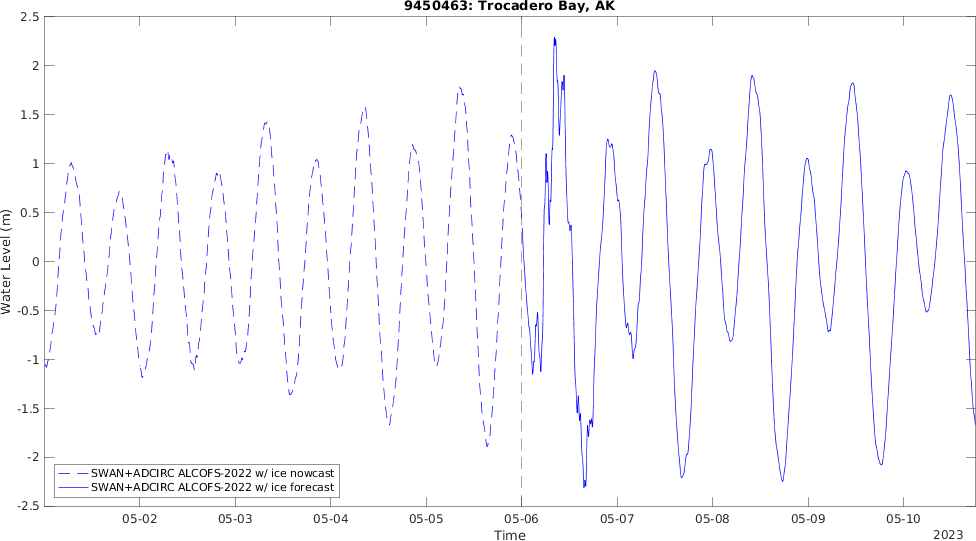 9450463: Trocadero Bay, AK
2.5
2
1.5
1
0.5
0
-0.5
-1
-1.5
-2
-2.5
Water Level (m)
SWAN+ADCIRC ALCOFS-2022 w/ ice nowcast
SWAN+ADCIRC ALCOFS-2022 w/ ice forecast
05-02 05-03 05-04 05-05 05-06 05-07 05-08 05-09 05-10
Time
2023